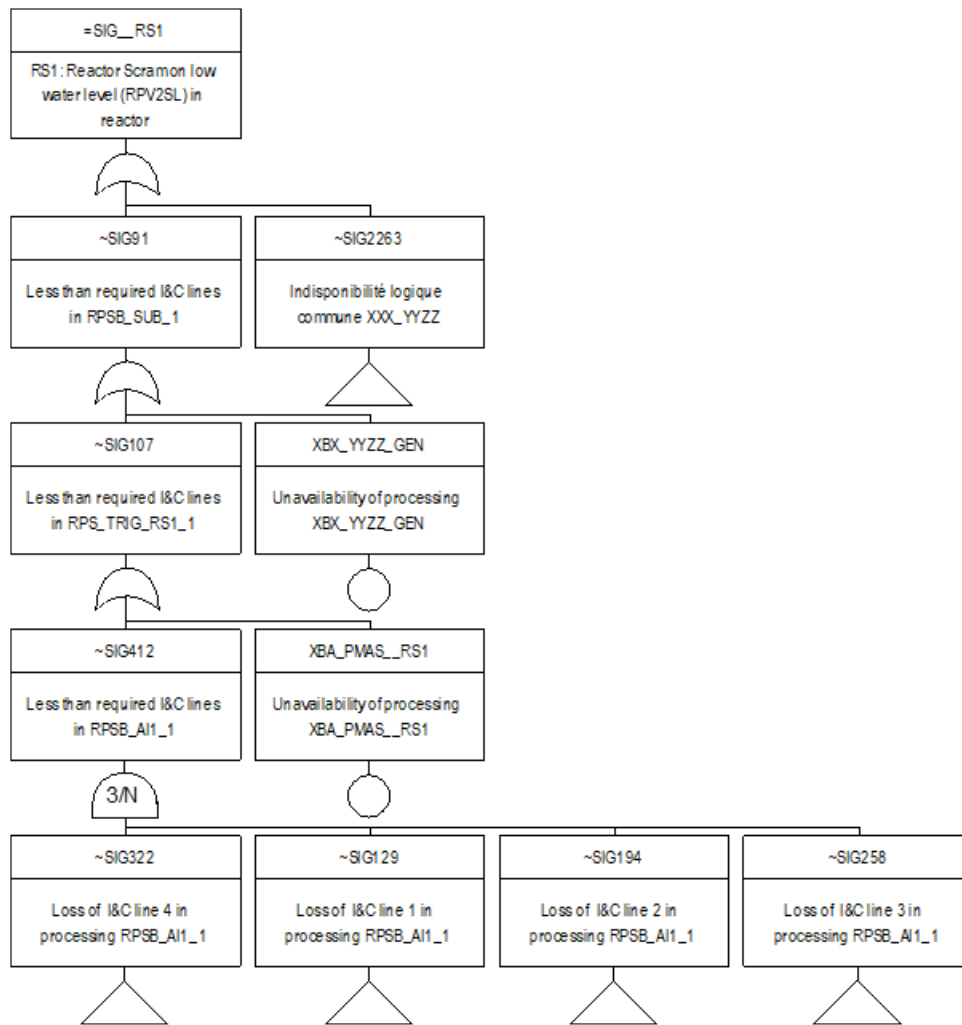 =SIG__RS1
RS1: Reactor Scram on low
water level (RPV2SL) in
reactor
~SIG91
Less than required I&C lines
in RPSB_SUB_1
~SIG2263
Indisponibilité logique
commune XXX_YYZZ
~SIG107
Less than required I&C lines
in RPS_TRIG_RS1_1
XBX_YYZZ_GEN
Unavailability of processing
XBX_YYZZ_GEN
~SIG412
Less than required I&C lines
in RPSB_AI1_1
XBA_PMAS__RS1
Unavailability of processing
XBA_PMAS__RS1
3/N
~SIG322
Loss of I&C line 4 in
processing RPSB_AI1_1
~SIG129
Loss of I&C line 1 in
processing RPSB_AI1_1
~SIG194
Loss of I&C line 2 in
processing RPSB_AI1_1
~SIG258
Loss of I&C line 3 in
processing RPSB_AI1_1